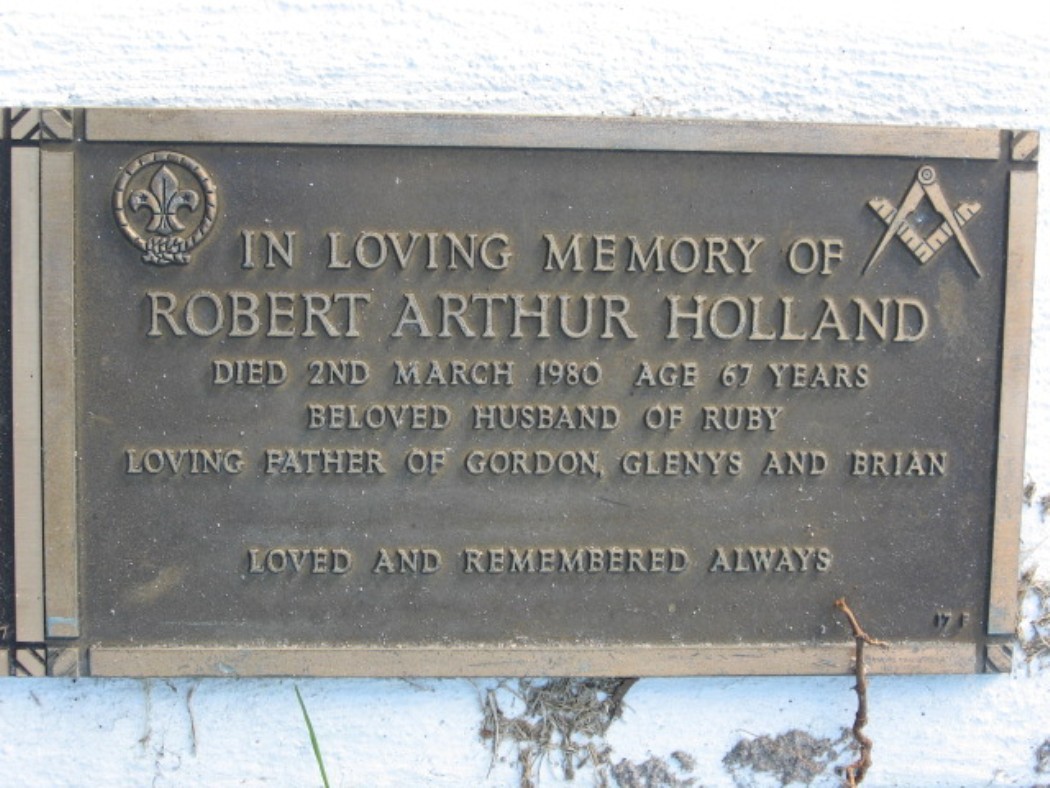 IN LOVING MEMORY OF
ROBERT ARTHUR HOLLAND
DIED 2ND MARCH 1980 AGE 67 YEARS
BELOVED HUSBAND OF RUBY
LOVING FATHER OF GORDON, GLENYS AND BRIAN
LOVED AND REMEMBERED ALWAYS
17 F